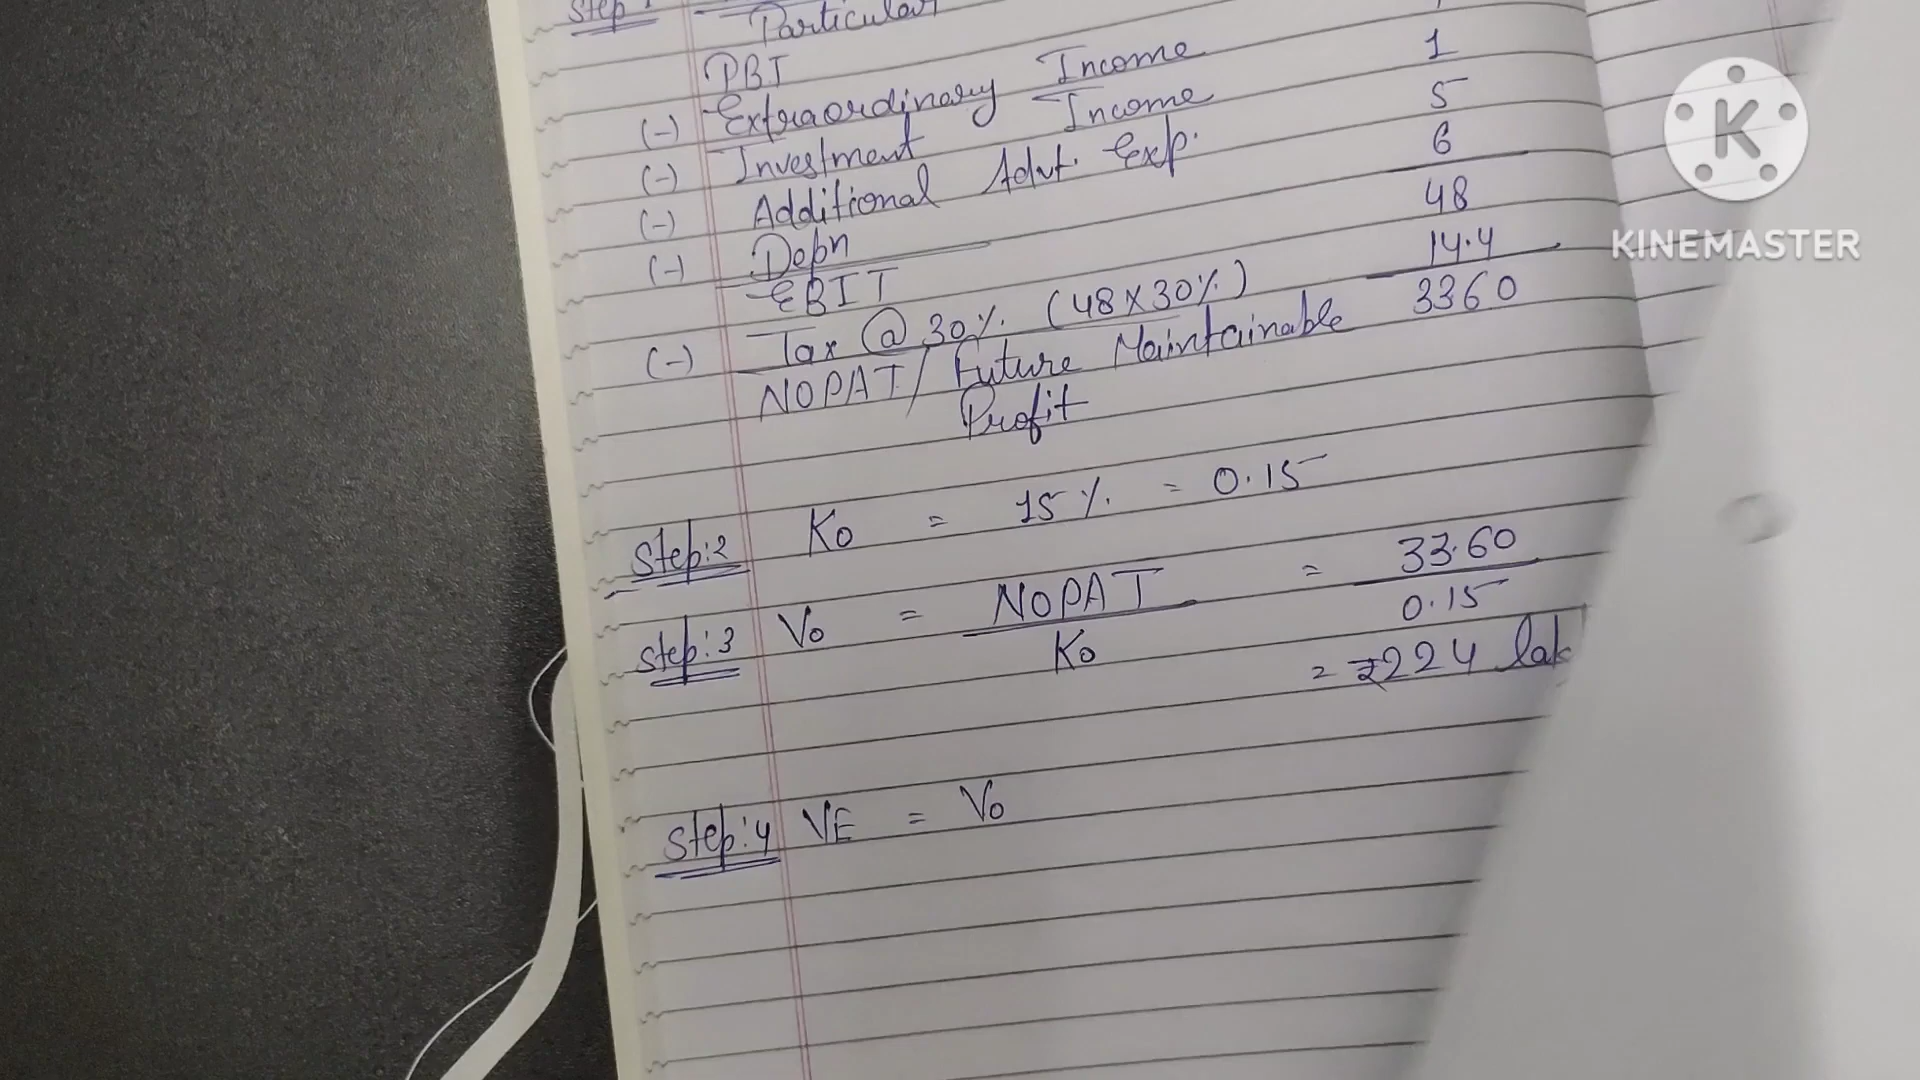 Step
Particular
PBT
(-) Extraordinary Income 1
(-) Investment Income 5
(-) Additional Advt. Exp. 6
(-) Depn
EBIT 48
(-) Tax @ 30% (48 X 30%) 14.4
NOPAT / Future Maintainable 3360
Profit
Step:2 Ko = 15% = 0.15
Step:3 Vo = NOPAT / Ko = 33.60 / 0.15
= ₹224 lak
Step:4 VE = Vo
K
KINEMASTER